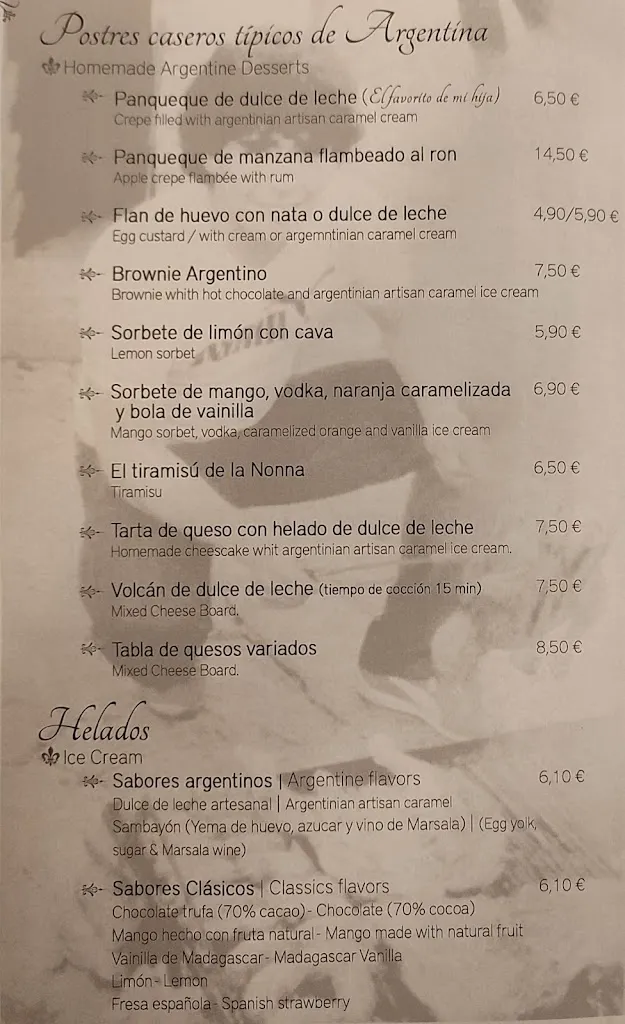 Postres caseros típicos de Argentina
Homemade Argentine Desserts
Panqueque de dulce de leche (El favorito de mi hija) 6,50 €
Crepe filled with argentinian artisan caramel cream
Panqueque de manzana flambeado al ron 14,50 €
Apple crepe flambée with rum
Flan de huevo con nata o dulce de leche 4,90/5,90 €
Egg custard / with cream or argemntinian caramel cream
Brownie Argentino 7,50 €
Brownie whith hot chocolate and argentinian artisan caramel ice cream
Sorbete de limón con cava 5,90 €
Lemon sorbet
Sorbete de mango, vodka, naranja caramelizada 6,90 €
y bola de vainilla
Mango sorbet, vodka, caramelized orange and vanilla ice cream
El tiramisú de la Nonna 6,50 €
Tiramisu
Tarta de queso con helado de dulce de leche 7,50 €
Homemade cheescake whit argentinian artisan caramel ice cream.
Volcán de dulce de leche (tiempo de cocción 15 min) 7,50 €
Mixed Cheese Board.
Tabla de quesos variados 8,50 €
Mixed Cheese Board.
Helados
Ice Cream
Sabores argentinos | Argentine flavors 6,10 €
Dulce de leche artesanal | Argentinian artisan caramel
Sambayón (Yema de huevo, azucar y vino de Marsala) | (Egg yolk,
sugar & Marsala wine)
Sabores Clásicos | Classics flavors 6,10 €
Chocolate trufa (70% cacao) - Chocolate (70% cocoa)
Mango hecho con fruta natural - Mango made with natural fruit
Vainilla de Madagascar - Madagascar Vanilla
Limón - Lemon
Fresa española - Spanish strawberry